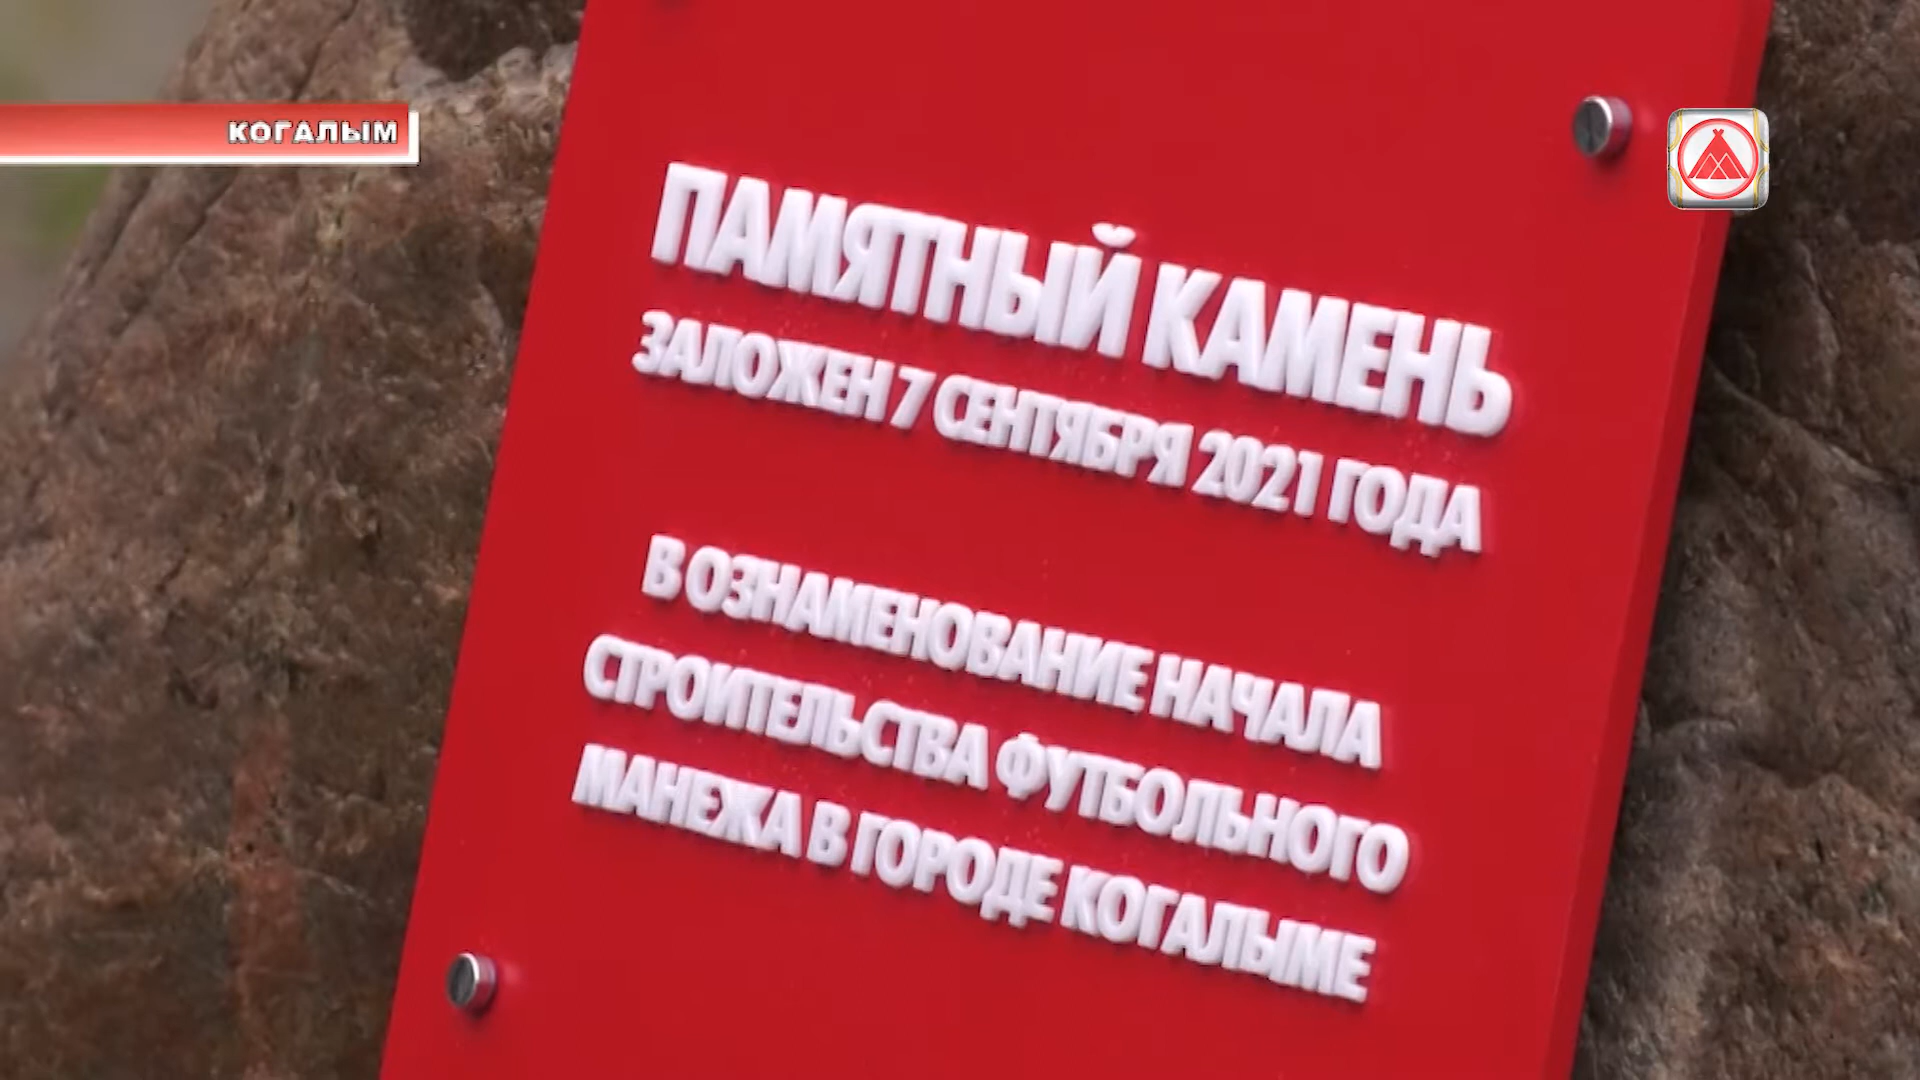 КОГАЛЫМ
ПАМЯТНЫЙ КАМЕНЬ
ЗАЛОЖЕН 7 СЕНТЯБРЯ 2021 ГОДА
В ОЗНАМЕНОВАНИЕ НАЧАЛА
СТРОИТЕЛЬСТВА ФУТБОЛЬНОГО
МАНЕЖА В ГОРОДЕ КОГАЛЫМЕ